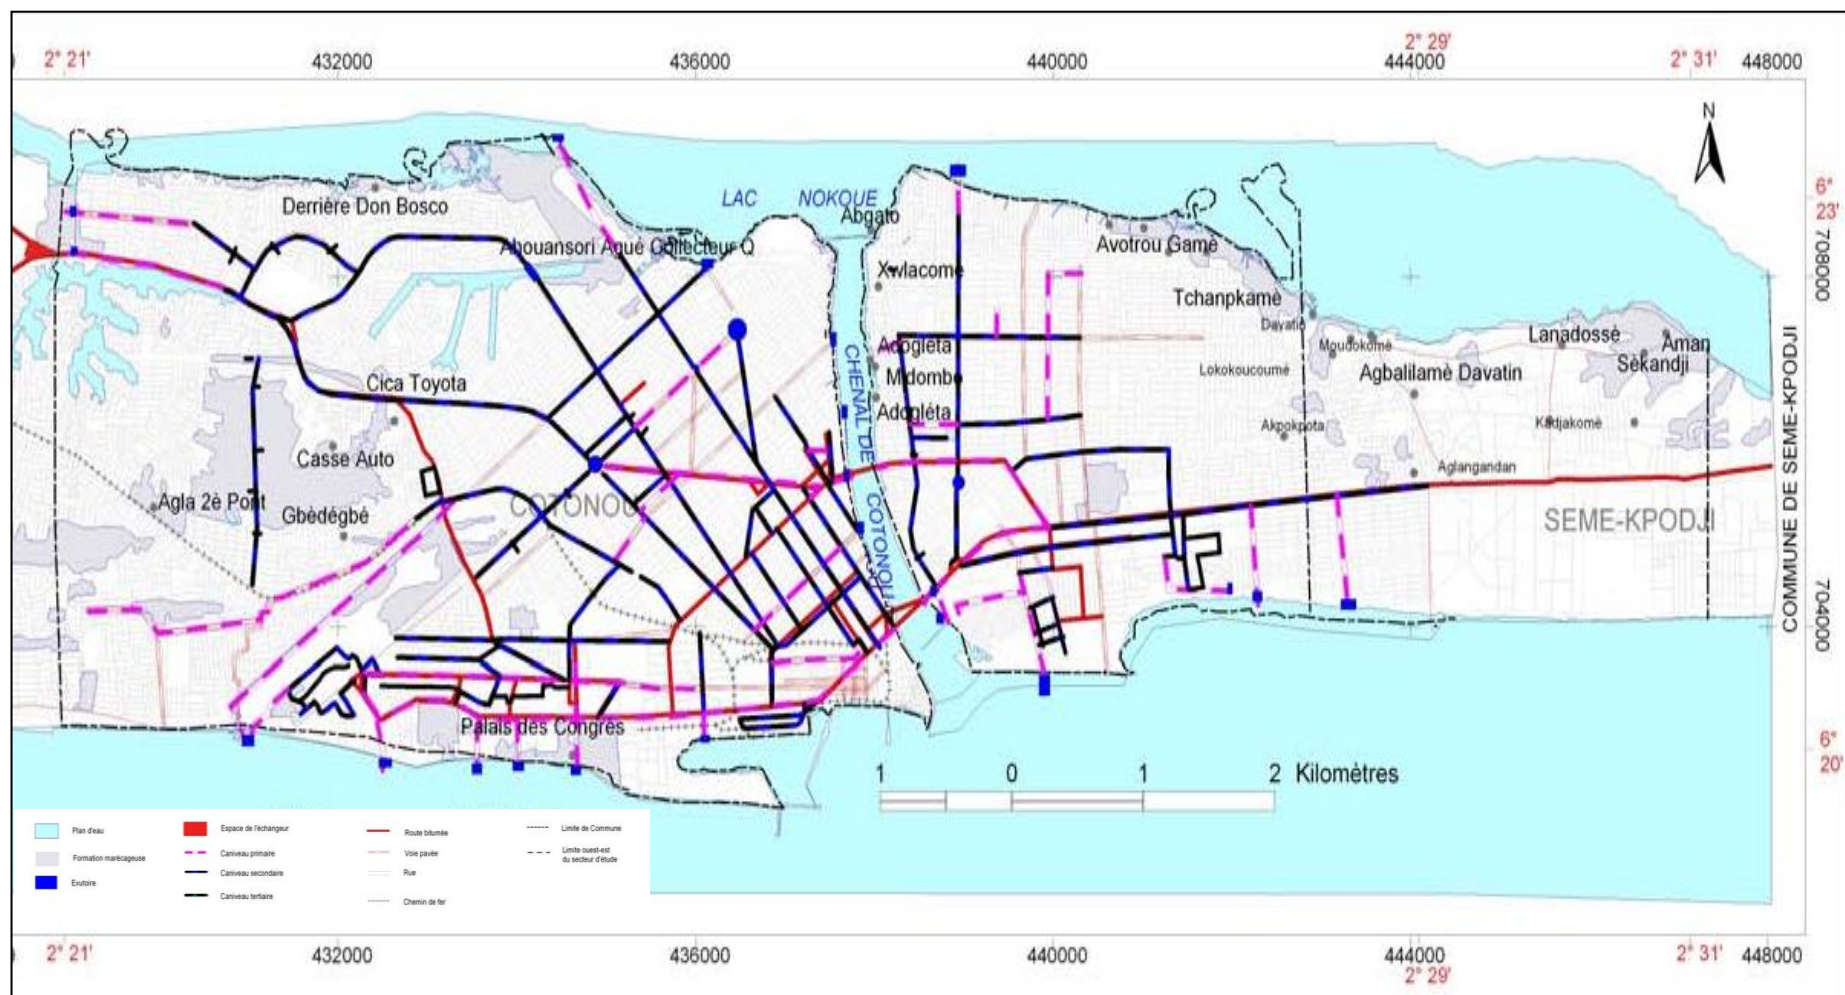 2° 29'
2° 21'
432000
436000
440000
444000
2° 31'
448000
N
6°
23'
708000
LAC NOKOUE
Derrière Don Bosco
Abgato
Ahouansori Agué Collecteur Q
Avotrou Gamé
Xwlacome
Tchanpkame
Davatin
Adogleta
Moudokomè
Lanadossè
Aman
Sèkandji
Midomb
Lokokoucoumè
Agbalilamè Davatin
Cica Toyota
Adogléta
CHENAL DE COTONOU
Akpokpota
Kadjakomè
Casse Auto
Aglangandan
Agla 2è Pont
Gbèdégbé
COTONOU
SEME-KPODJI
COMMUNE DE SEME-KPODJI
704000
Palais des Congrès
6°
20'
1 0 1 2 Kilomètres
Plan d'eau
Formation marécageuse
Exutoire
Espace de l'échangeur
Caniveau primaire
Caniveau secondaire
Caniveau tertiaire
Route bitumée
Voie pavée
Rue
Chemin de fer
Limite de Commune
Limite ouest-est
du secteur d'étude
2° 21'
432000
436000
440000
444000
2° 31'
448000
2° 29'